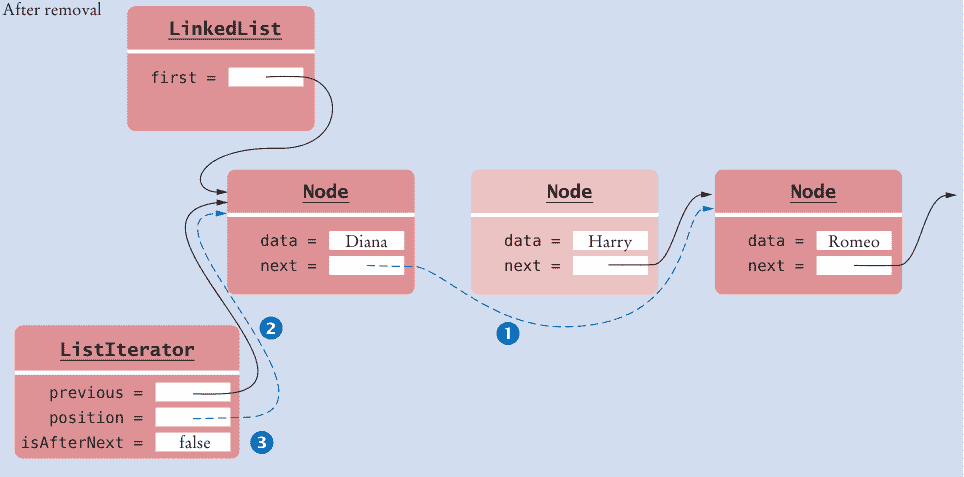 After removal
LinkedList
first =
Node
data = Diana
next =
Node
data = Harry
next =
Node
data = Romeo
next =
2
1
ListIterator
previous =
position =
isAfterNext = false
3